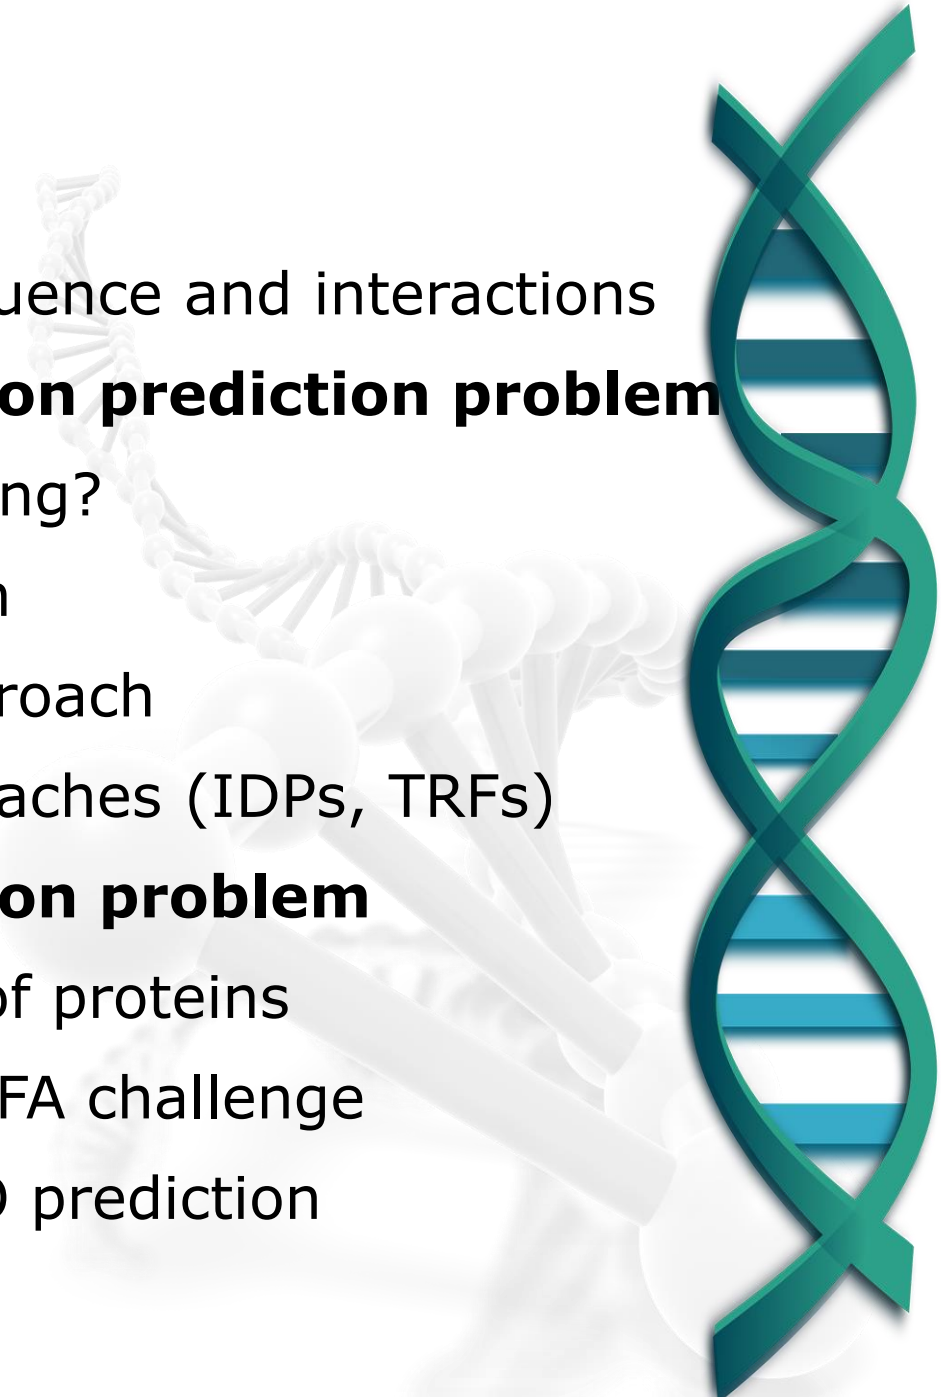 uence and interactions
on prediction problem
ng?
n
roach
aches (IDPs, TRFs)
on problem
of proteins
FA challenge
prediction